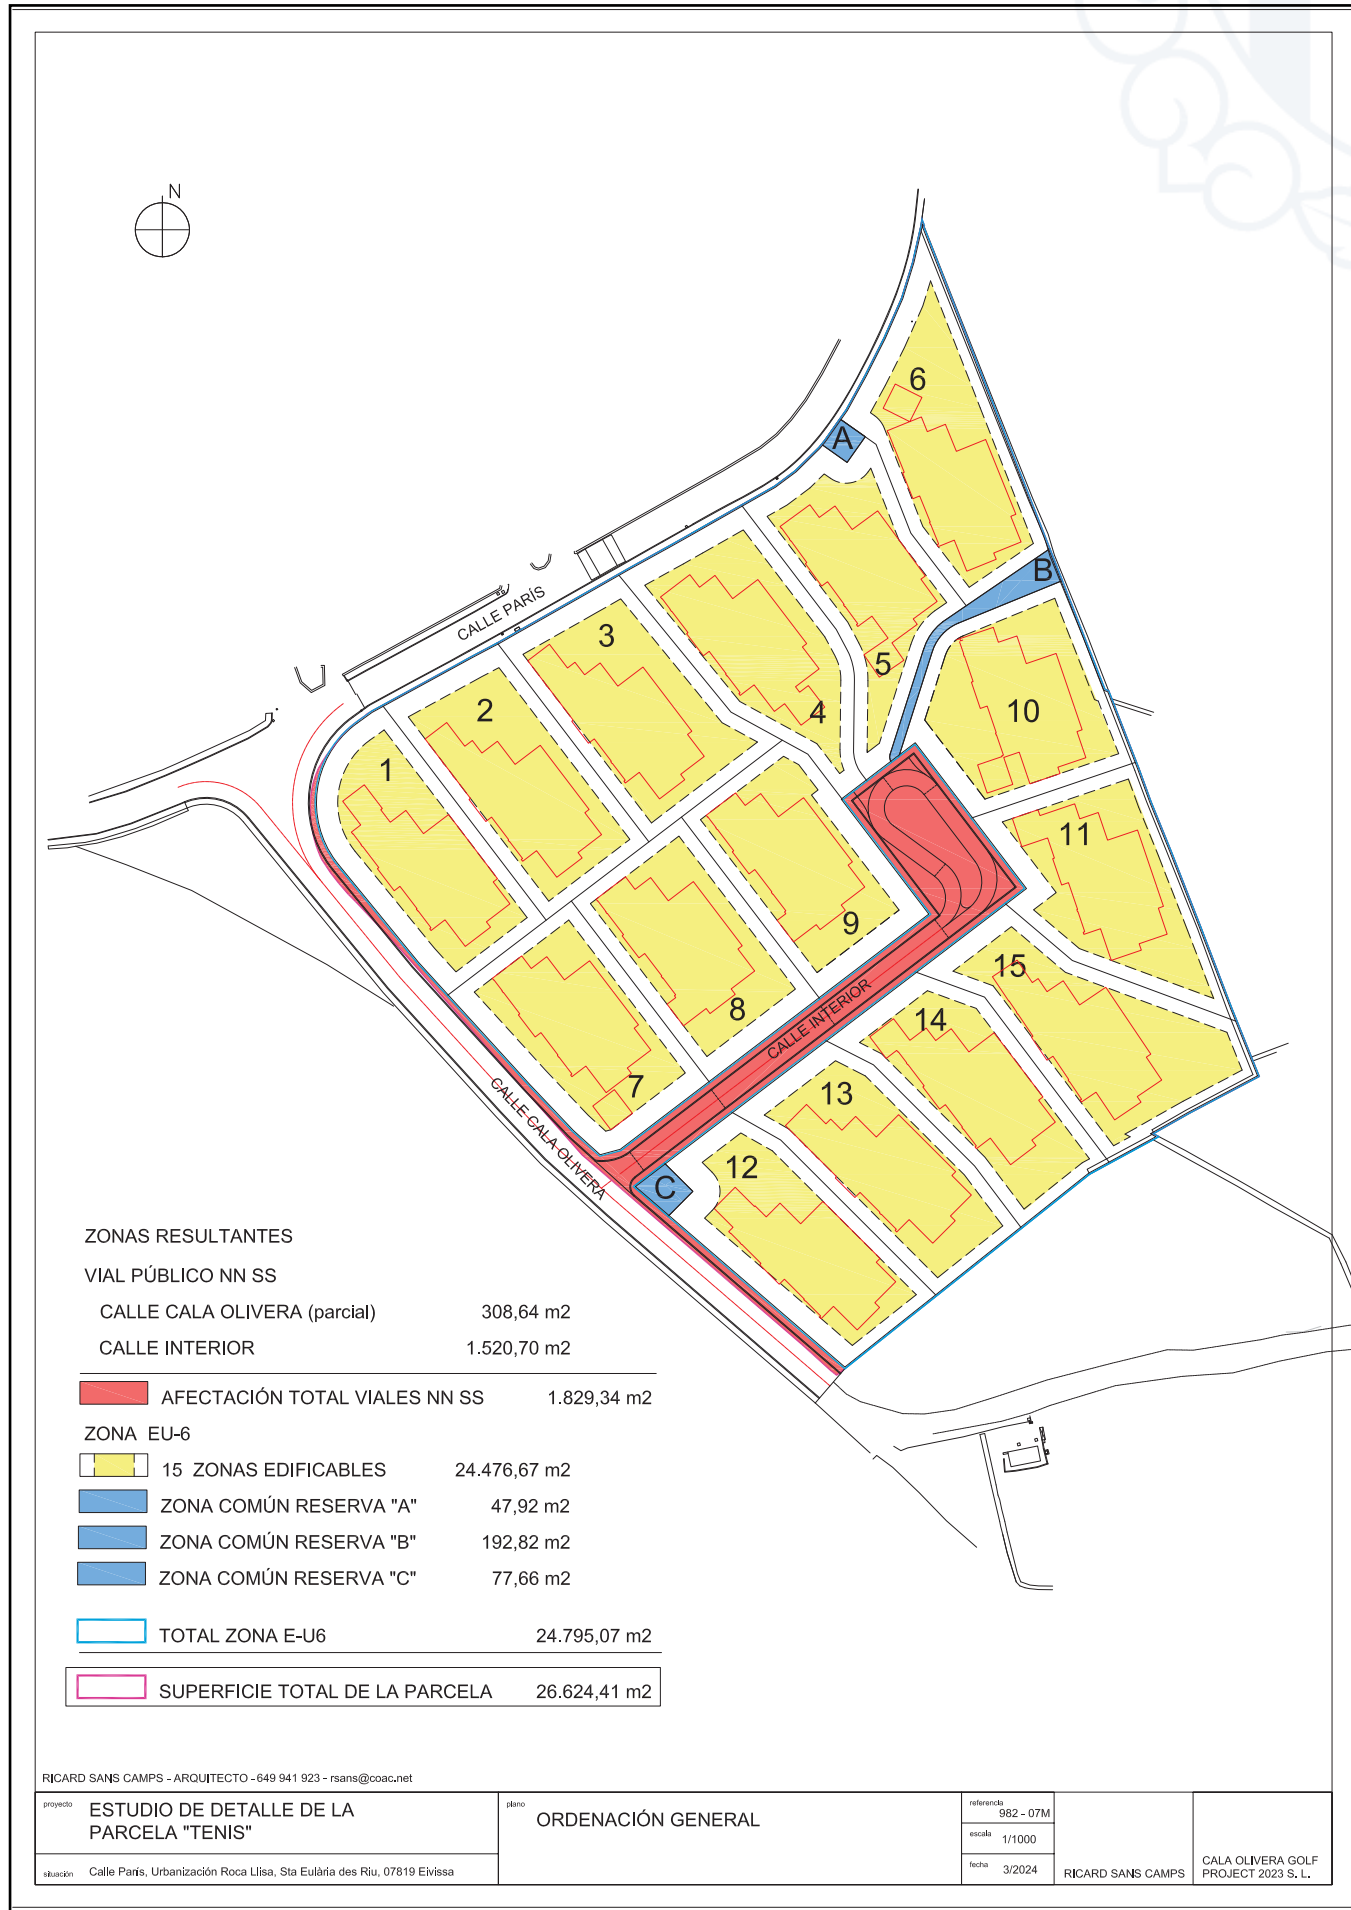 N
6
A
B
CALLE PARÍS
3
5
2
4
10
1
11
9
15
8
14
CALLE INTERIOR
7
13
CALLE CALA OLIVERA
12
C
ZONAS RESULTANTES
VIAL PÚBLICO NN SS
CALLE CALA OLIVERA (parcial) 308,64 m2
CALLE INTERIOR 1.520,70 m2
AFECTACIÓN TOTAL VIALES NN SS 1.829,34 m2
ZONA EU-6
15 ZONAS EDIFICABLES 24.476,67 m2
ZONA COMÚN RESERVA "A" 47,92 m2
ZONA COMÚN RESERVA "B" 192,82 m2
ZONA COMÚN RESERVA "C" 77,66 m2
TOTAL ZONA E-U6 24.795,07 m2
SUPERFICIE TOTAL DE LA PARCELA 26.624,41 m2
RICARD SANS CAMPS - ARQUITECTO - 649 941 923 - rsans@coac.net
proyecto ESTUDIO DE DETALLE DE LA
PARCELA "TENIS"
situación Calle París, Urbanización Roca Llisa, Sta Eulària des Riu, 07819 Eivissa
plano ORDENACIÓN GENERAL
referencia
982 - 07M
escala 1/1000
fecha 3/2024
RICARD SANS CAMPS
CALA OLIVERA GOLF
PROJECT 2023 S. L.